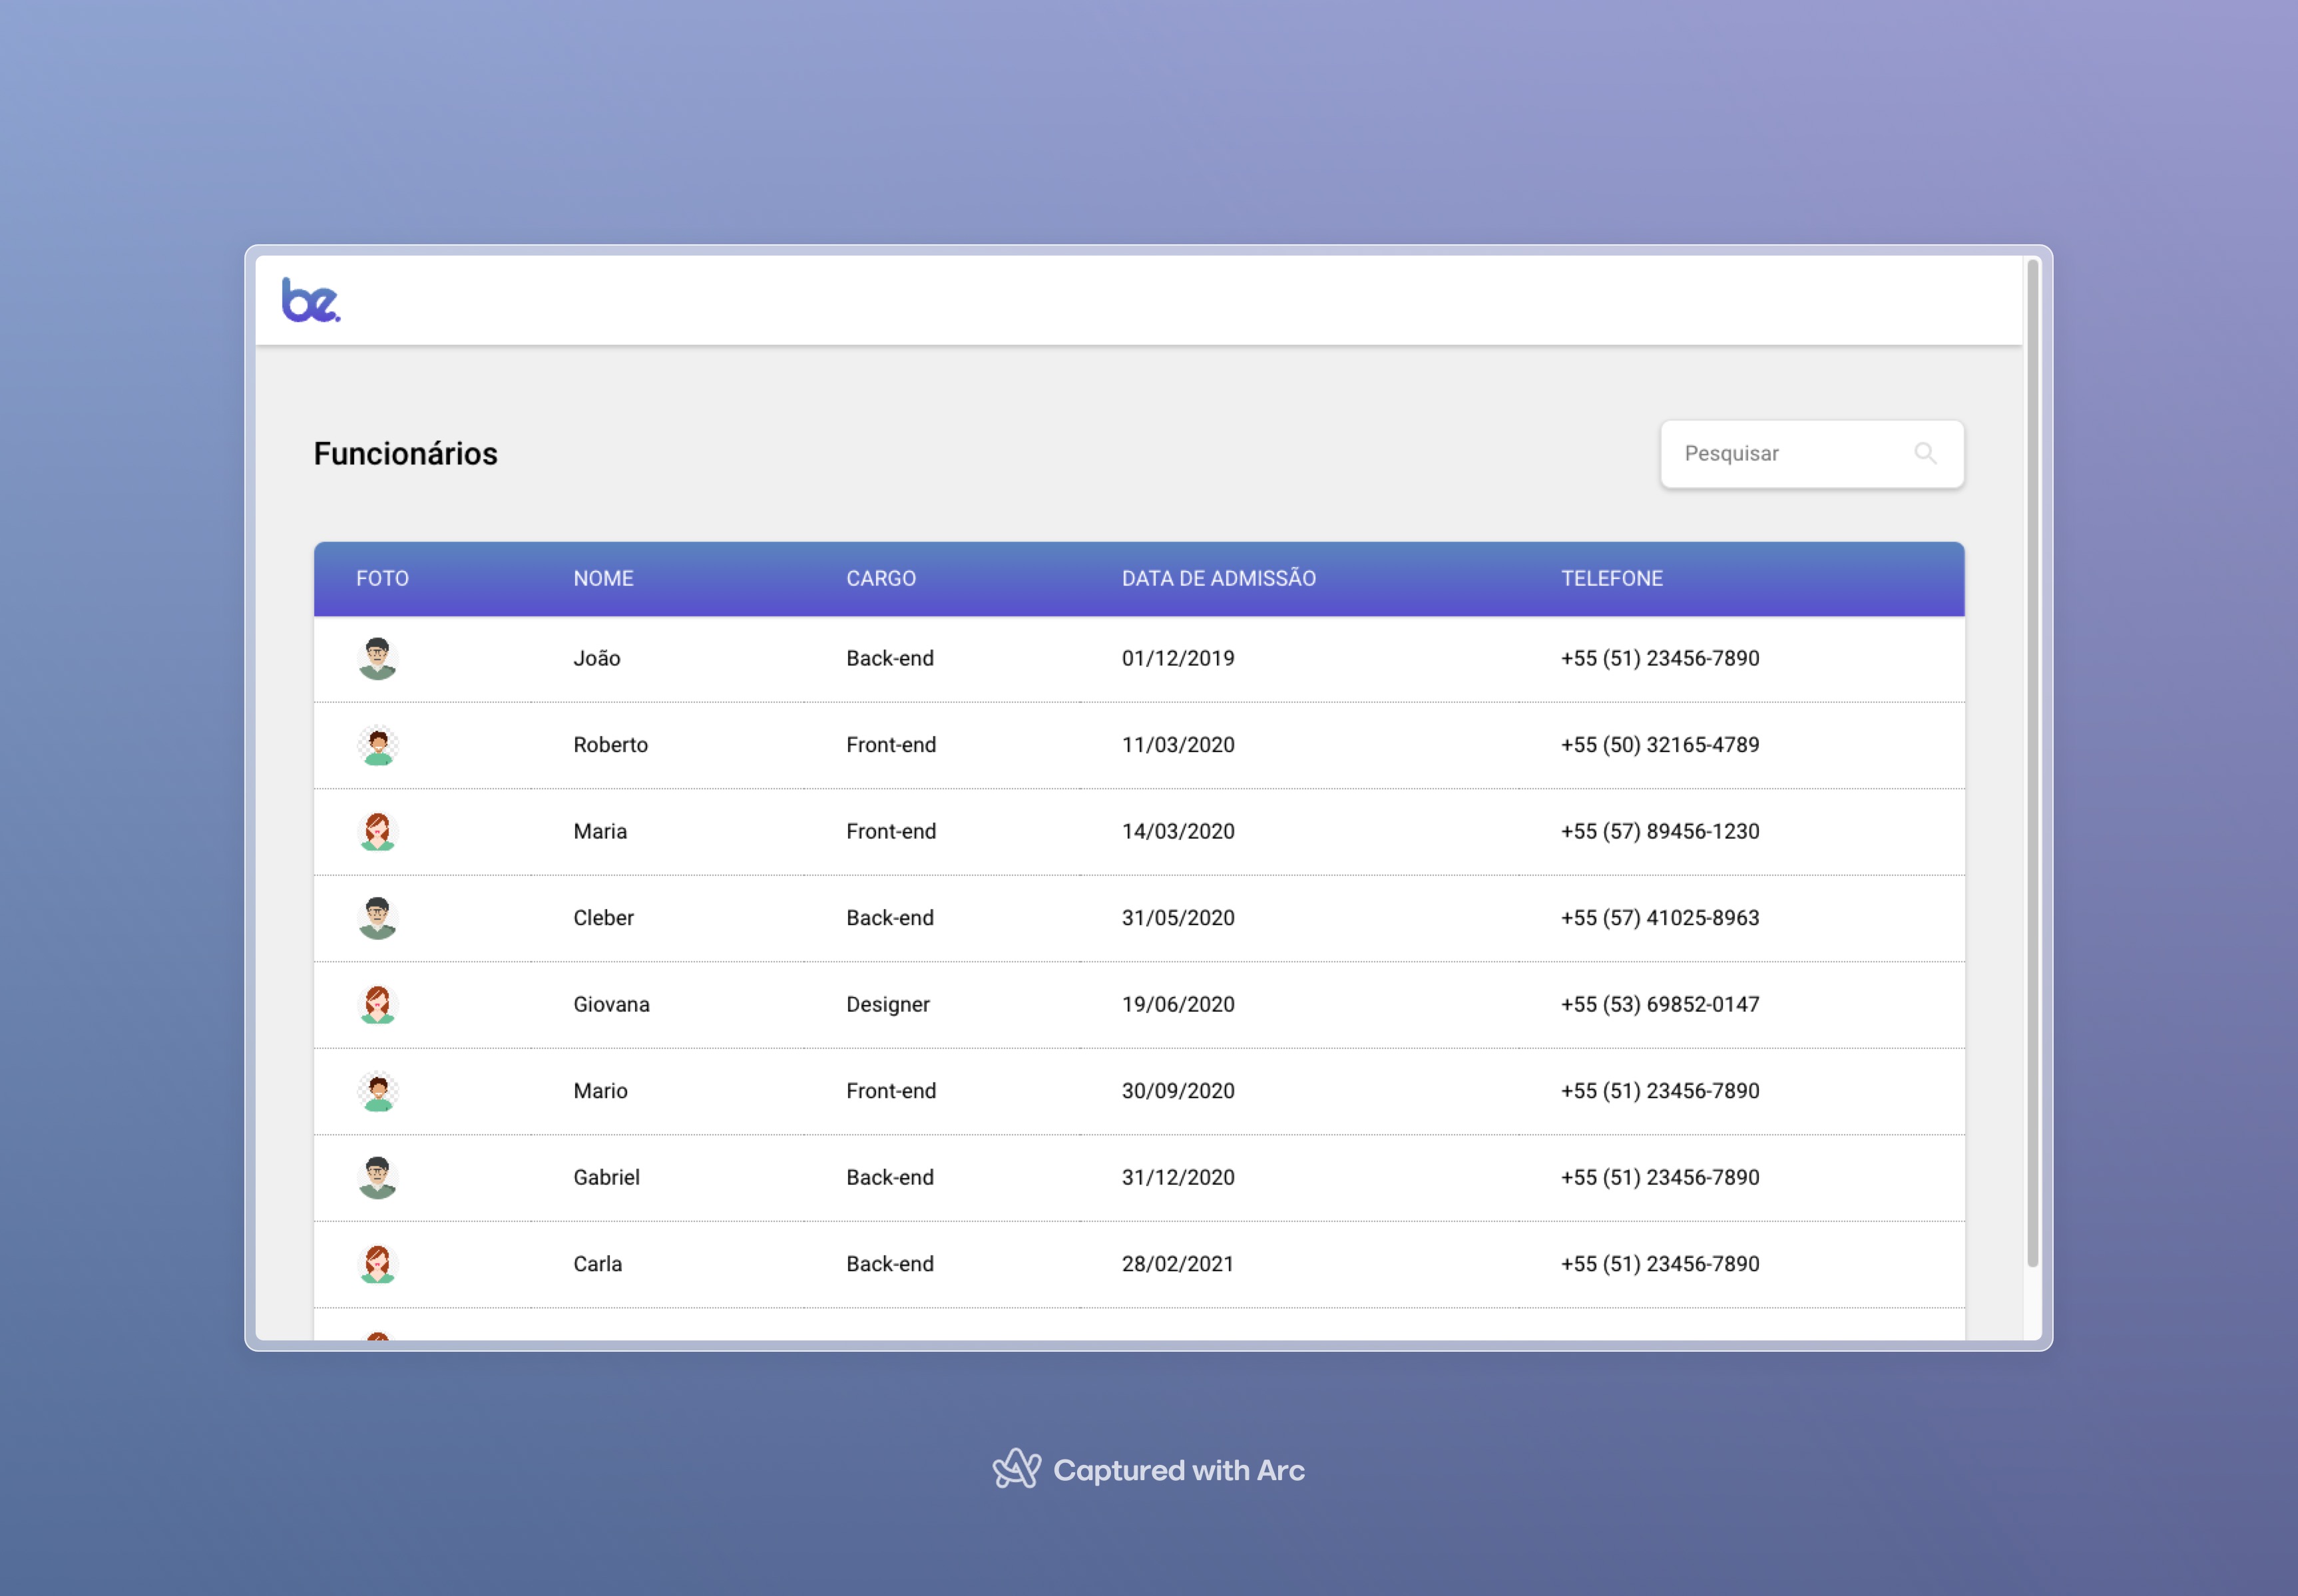 be.
Funcionários
Pesquisar
FOTO NOME CARGO DATA DE ADMISSÃO TELEFONE
João Back-end 01/12/2019 +55 (51) 23456-7890
Roberto Front-end 11/03/2020 +55 (50) 32165-4789
Maria Front-end 14/03/2020 +55 (57) 89456-1230
Cleber Back-end 31/05/2020 +55 (57) 41025-8963
Giovana Designer 19/06/2020 +55 (53) 69852-0147
Mario Front-end 30/09/2020 +55 (51) 23456-7890
Gabriel Back-end 31/12/2020 +55 (51) 23456-7890
Carla Back-end 28/02/2021 +55 (51) 23456-7890
Captured with Arc